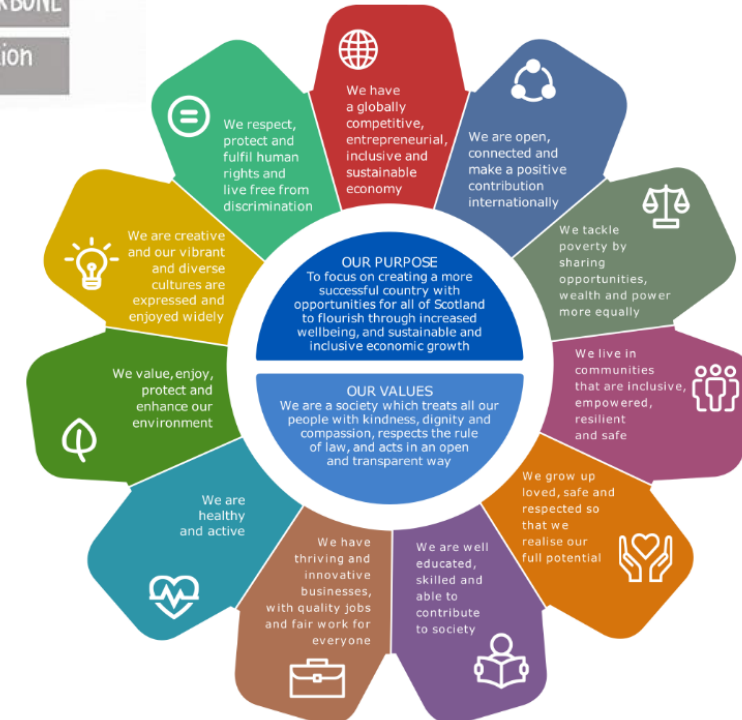 tion
We have
a globally
competitive,
entrepreneurial,
inclusive and
sustainable
economy
We are open,
connected and
make a positive
contribution
internationally
We tackle
poverty by
sharing
opportunities,
wealth and power
more equally
We live in
communities
that are inclusive,
empowered,
resilient
and safe
We grow up
loved, safe and
respected so
that we
realise our
full potential
We are well
educated,
skilled and
able to
contribute
to society
We have
thriving and
innovative
businesses,
with quality jobs
and fair work for
everyone
We are
healthy
and active
We value, enjoy,
protect and
enhance our
environment
We are creative
and our vibrant
and diverse
cultures are
expressed and
enjoyed widely
We respect,
protect and
fulfil human
rights and
live free from
discrimination
OUR PURPOSE
To focus on creating a more
successful country with
opportunities for all of Scotland
to flourish through increased
wellbeing, and sustainable and
inclusive economic growth
OUR VALUES
We are a society which treats all our
people with kindness, dignity and
compassion, respects the rule
of law, and acts in an open
and transparent way